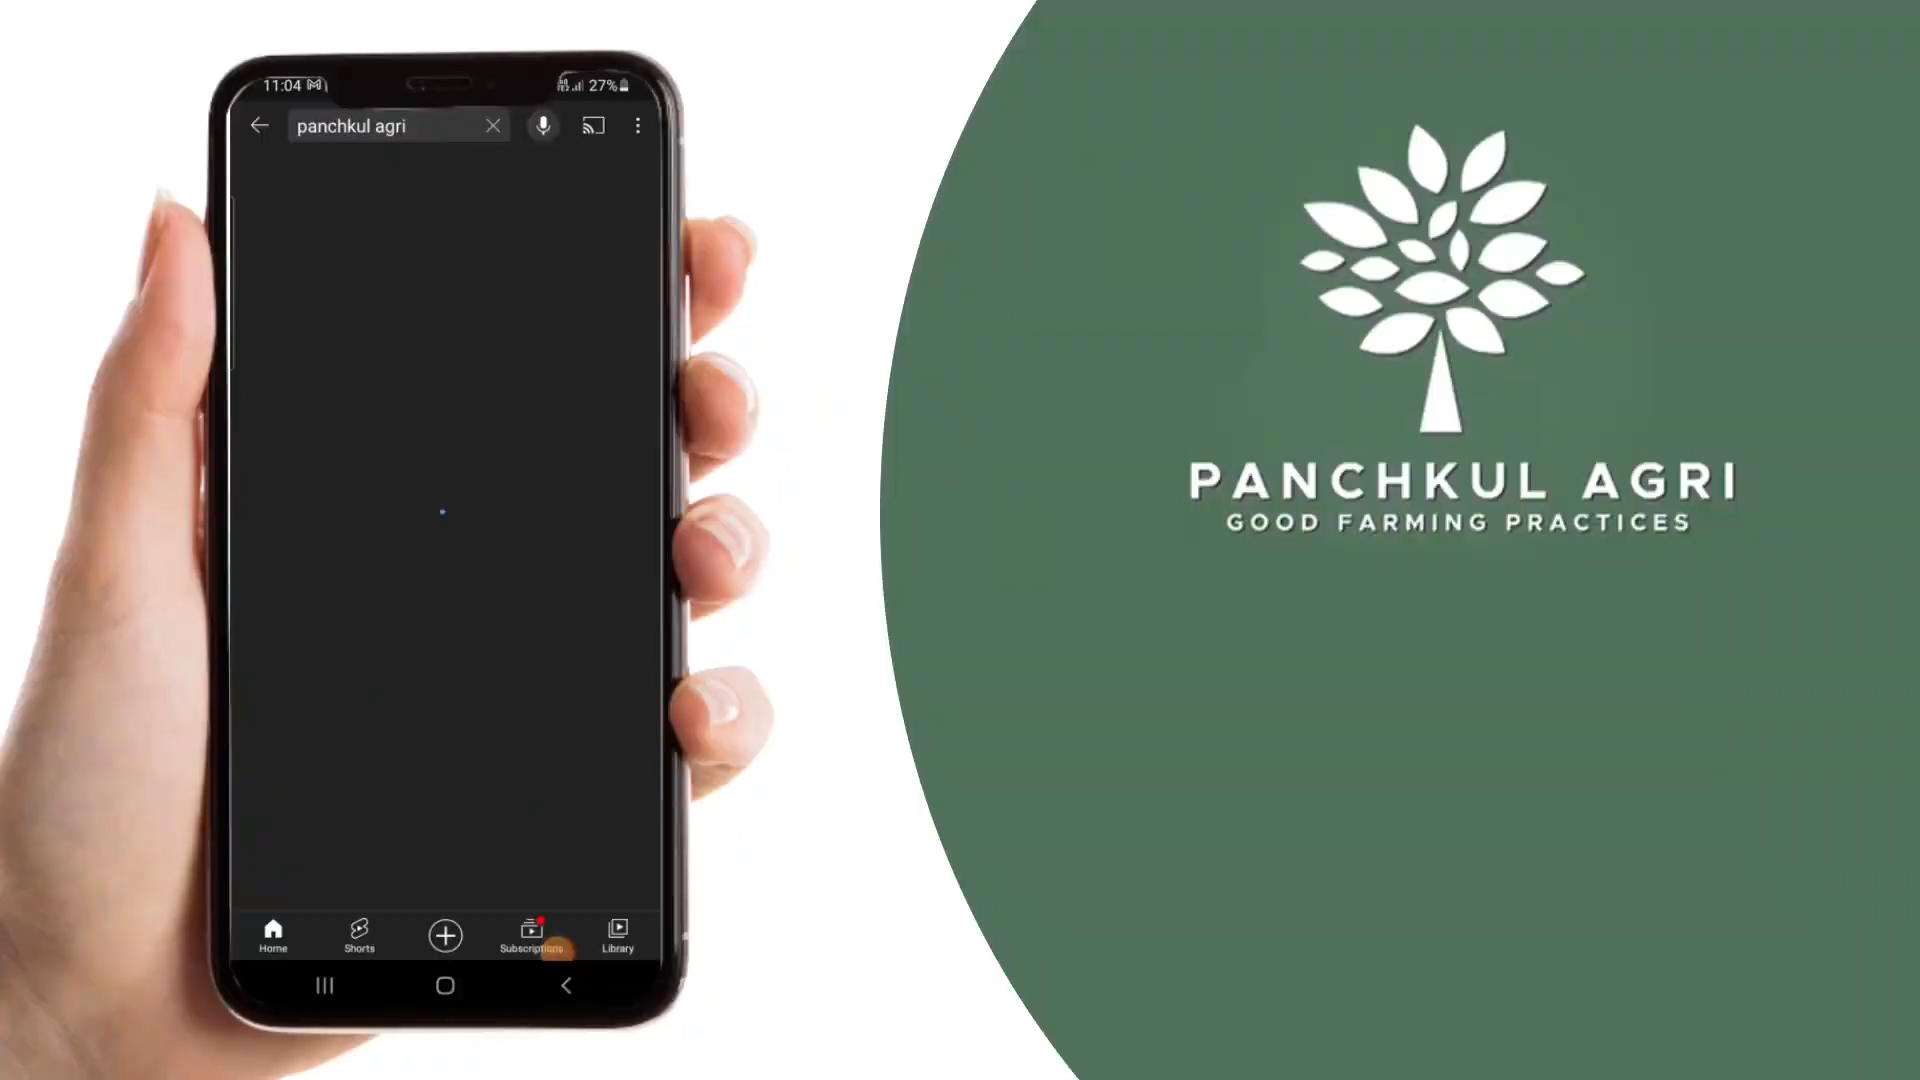 11:04
27%
panchkul agri
Home
Shorts
Subscriptions
Library
PANCHKUL AGRI
GOOD FARMING PRACTICES